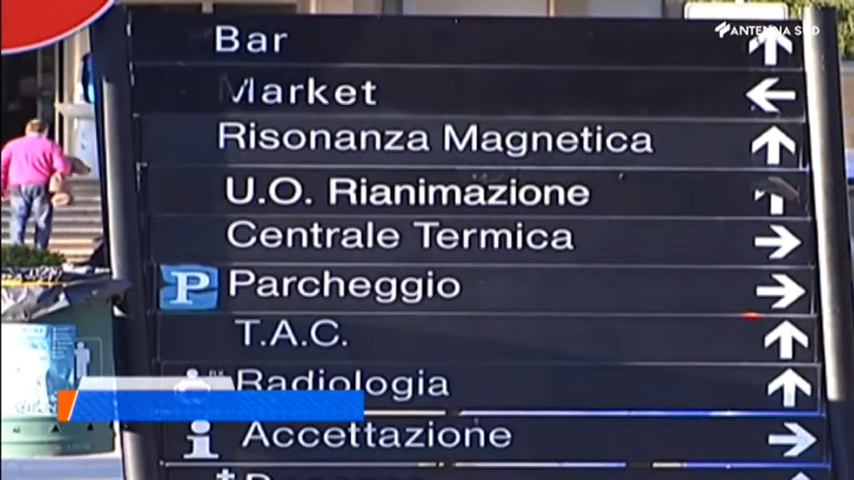 ANTENNA SUD
Bar
Market
Risonanza Magnetica
U.O. Rianimazione
Centrale Termica
P Parcheggio
T.A.C.
Radiologia
i Accettazione